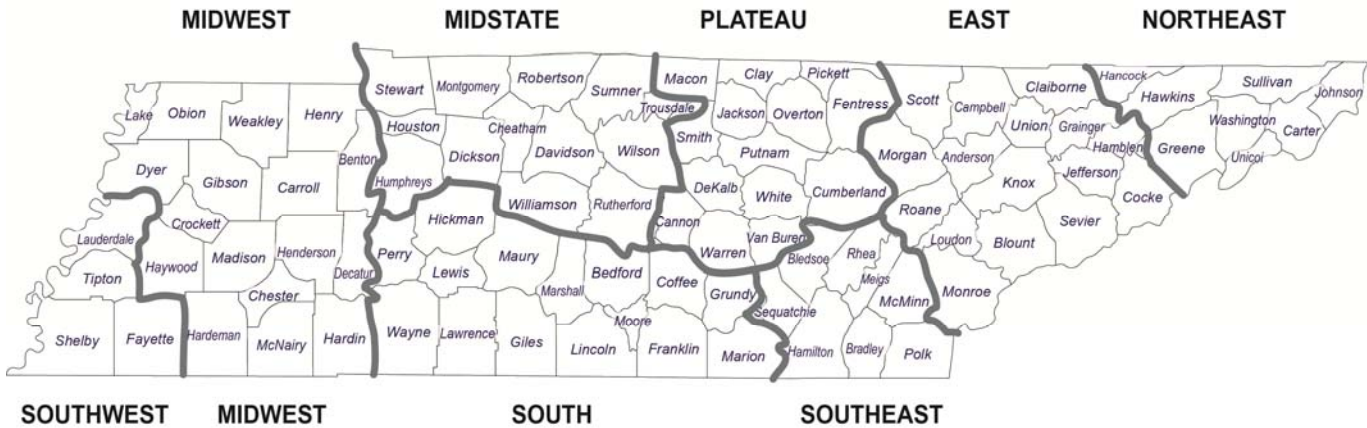 MIDWEST MIDSTATE PLATEAU EAST NORTHEAST
Stewart Montgomery Robertson Sumner Macon Clay Pickett Scott Campbell Claiborne Hancock Hawkins Sullivan Johnson
Lake Obion Weakley Henry Houston Cheatham Trousdale Jackson Overton Fentress Union Grainger Washington Carter
Dyer Gibson Carroll Benton Humphreys Dickson Davidson Wilson Smith Putnam Morgan Anderson Hamblen Greene Unicoi
Crockett Hickman Williamson Rutherford DeKalb White Cumberland Roane Knox Jefferson Cocke
Lauderdale Haywood Madison Henderson Decatur Perry Lewis Maury Cannon Warren Van Buren Bledsoe Rhea Loudon Blount Sevier
Tipton Chester Marshall Bedford Coffee Grundy Sequatchie Meigs McMinn Monroe
Shelby Fayette Hardeman McNairy Hardin Wayne Lawrence Giles Lincoln Moore Franklin Marion Hamilton Bradley Polk
SOUTHWEST MIDWEST SOUTH SOUTHEAST